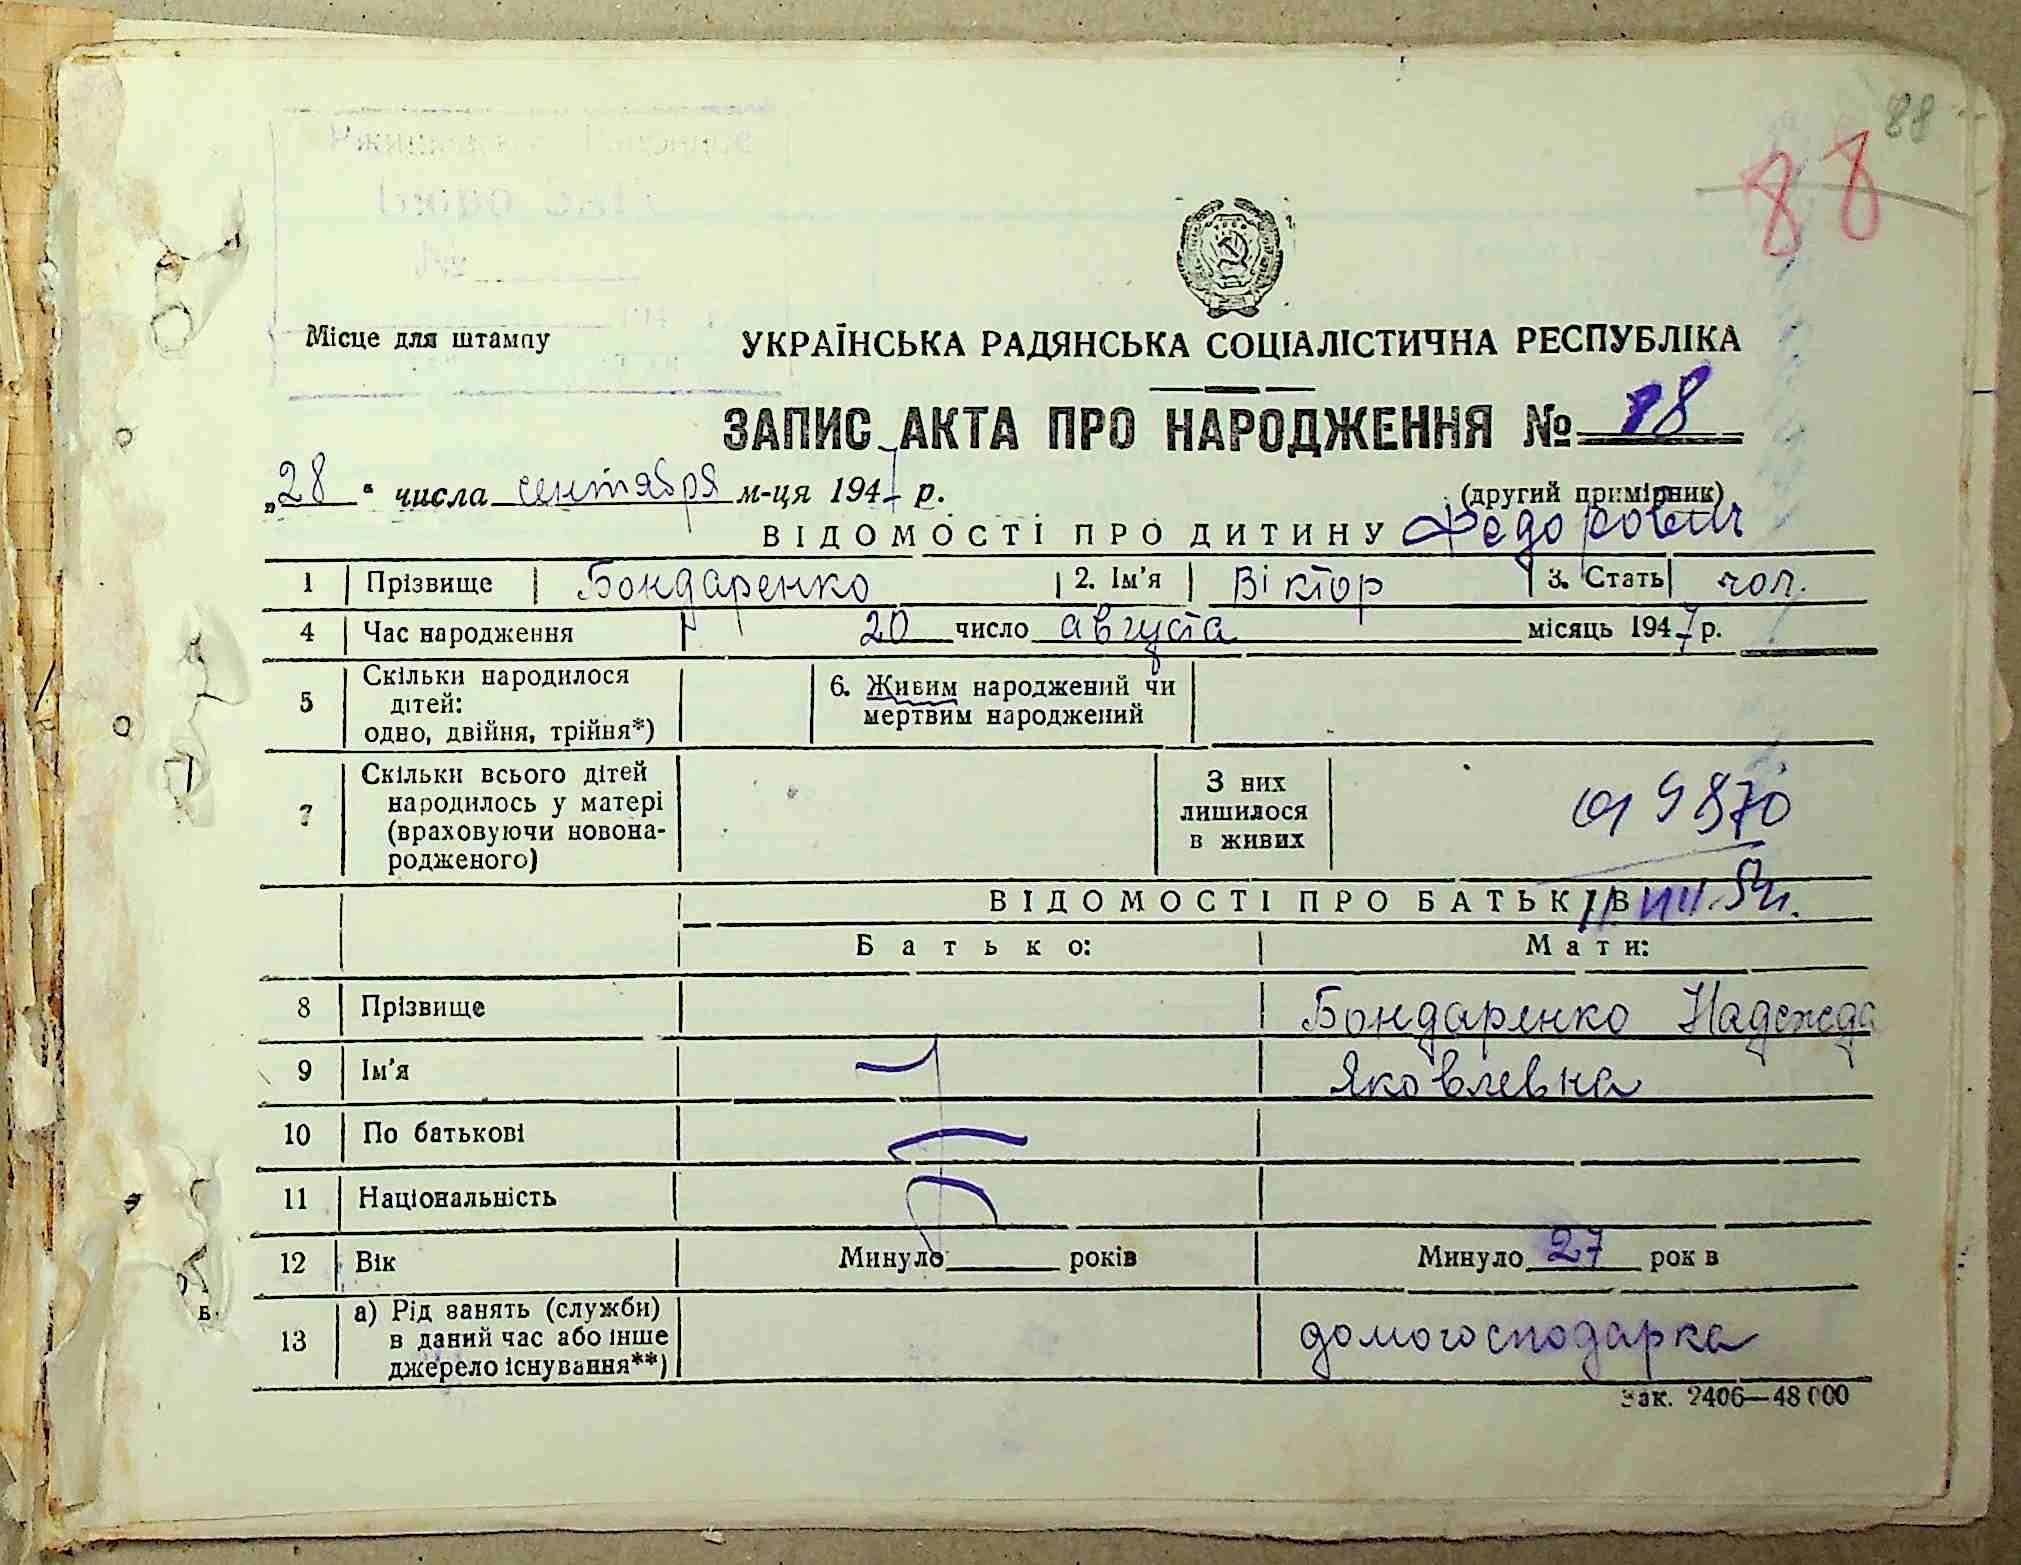 88
88
Місце для штампу
УКРАЇНСЬКА РАДЯНСЬКА СОЦІАЛІСТИЧНА РЕСПУБЛІКА
ЗАПИС АКТА ПРО НАРОДЖЕННЯ № 18
„28“ числа сентября м-ця 1947 р.
(другий примірник)
ВІДОМОСТІ ПРО ДИТИНУ Федорович
1 Прізвище Бондаренко 2. Ім'я Віктор 3. Стать чол.
4 Час народження 20 число августа місяць 1947 р.
5 Скільки народилося дітей: одно, двійня, трійня*) 6. Живим народжений чи мертвим народжений
7 Скільки всього дітей народилось у матері (враховуючи новонародженого) З них лишилося в живих
ВІДОМОСТІ ПРО БАТЬКІВ
Батько: Мати:
8 Прізвище Бондаренко Надежда
9 Ім'я Яковлевна
10 По батькові
11 Національність
12 Вік Минуло років Минуло 27 рок в
13 а) Рід занять (служби) в даний час або інше джерело існування**) домогосподарка
Зак. 2406—48000